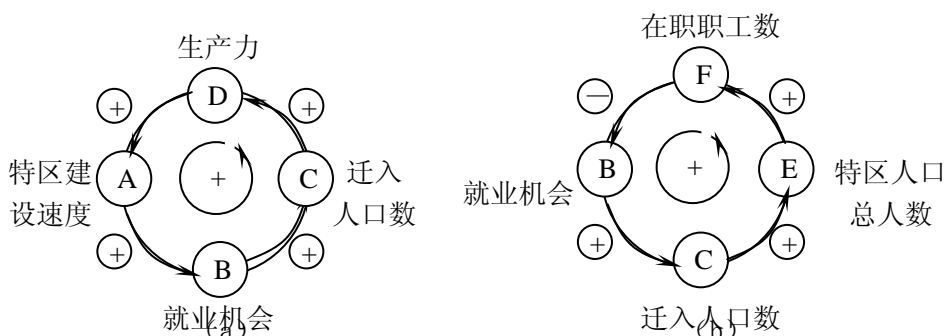 生产力
D
+
+
特区建
设速度
A
+
C
迁入
人口数
+
+
B
就业机会
(a)
在职职工数
F
—
+
就业机会
B
+
E
特区人口
总人数
+
+
C
迁入人口数
(b)